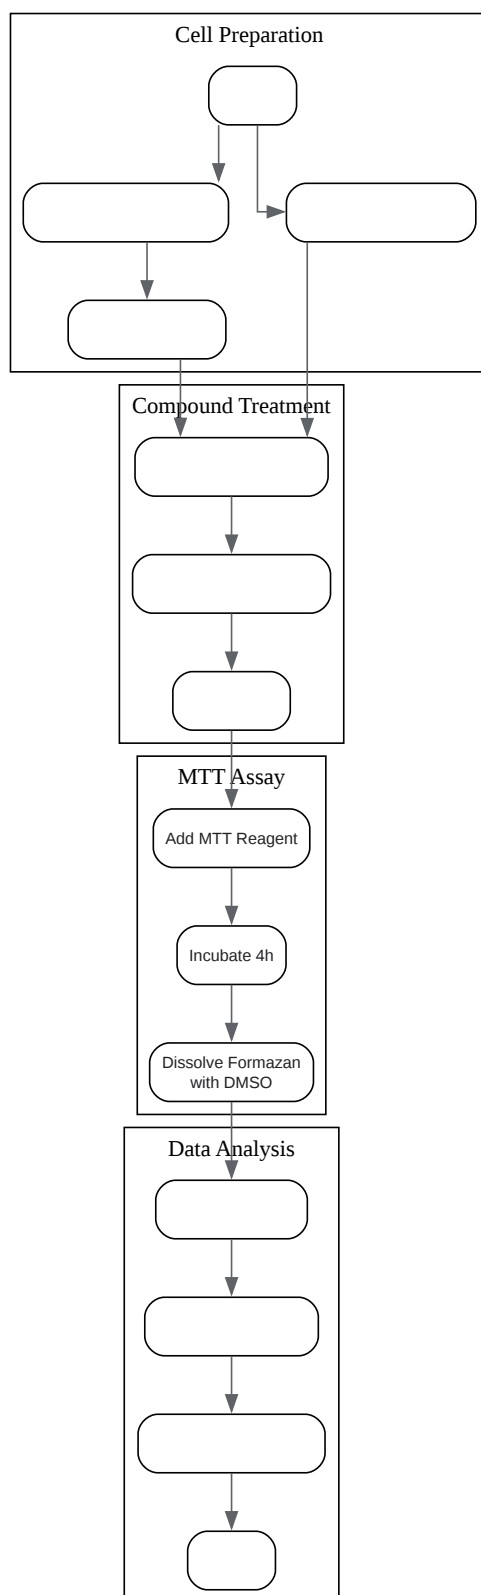 Cell Preparation
Compound Treatment
MTT Assay
Add MTT Reagent
Incubate 4h
Dissolve Formazan
with DMSO
Data Analysis